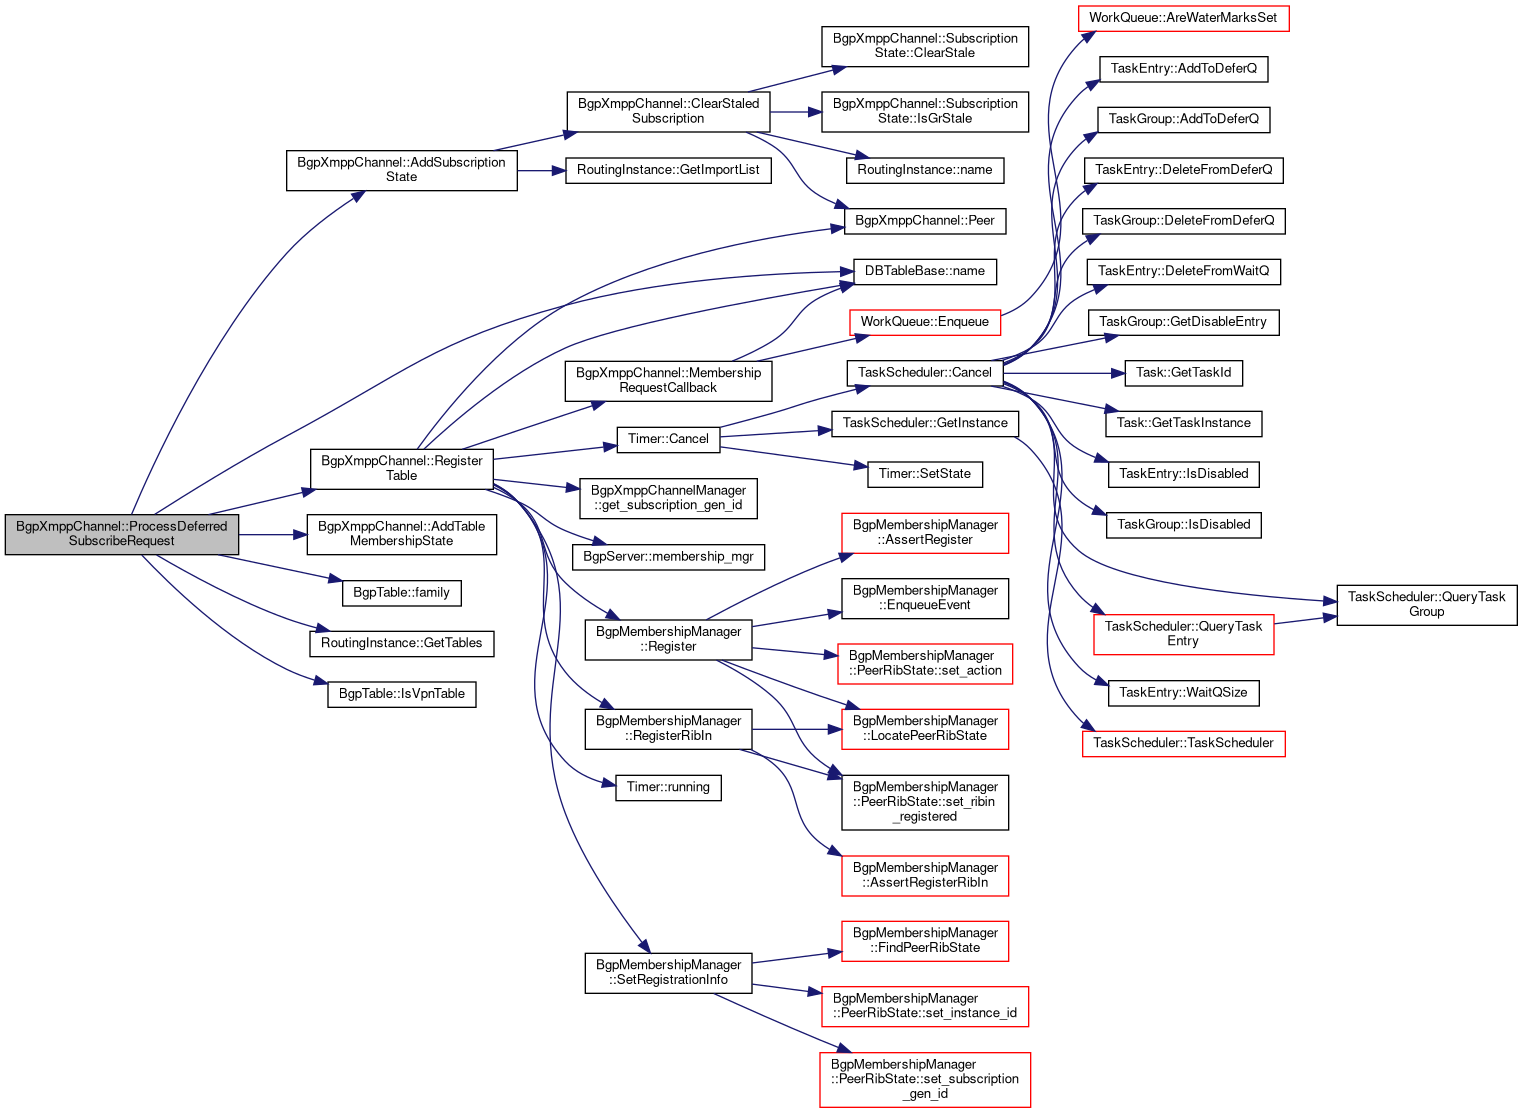 BgpXmppChannel::ProcessDeferred
SubscribeRequest
BgpXmppChannel::AddSubscription
State
BgpXmppChannel::Register
Table
BgpXmppChannel::AddTable
MembershipState
BgpTable::family
RoutingInstance::GetTables
BgpTable::IsVpnTable
BgpXmppChannel::ClearStaled
Subscription
RoutingInstance::GetImportList
BgpXmppChannel::Membership
RequestCallback
Timer::Cancel
BgpXmppChannelManager
::get_subscription_gen_id
BgpServer::membership_mgr
BgpMembershipManager
::Register
BgpMembershipManager
::RegisterRibIn
Timer::running
BgpMembershipManager
::SetRegistrationInfo
BgpXmppChannel::Subscription
State::ClearStale
BgpXmppChannel::Subscription
State::IsGrStale
RoutingInstance::name
BgpXmppChannel::Peer
DBTableBase::name
WorkQueue::Enqueue
TaskScheduler::Cancel
TaskScheduler::GetInstance
Timer::SetState
BgpMembershipManager
::AssertRegister
BgpMembershipManager
::EnqueueEvent
BgpMembershipManager
::PeerRibState::set_action
BgpMembershipManager
::LocatePeerRibState
BgpMembershipManager
::PeerRibState::set_ribin
_registered
BgpMembershipManager
::AssertRegisterRibIn
BgpMembershipManager
::FindPeerRibState
BgpMembershipManager
::PeerRibState::set_instance_id
BgpMembershipManager
::PeerRibState::set_subscription
_gen_id
WorkQueue::AreWaterMarksSet
TaskEntry::AddToDeferQ
TaskGroup::AddToDeferQ
TaskEntry::DeleteFromDeferQ
TaskGroup::DeleteFromDeferQ
TaskEntry::DeleteFromWaitQ
TaskGroup::GetDisableEntry
Task::GetTaskId
Task::GetTaskInstance
TaskEntry::IsDisabled
TaskGroup::IsDisabled
TaskScheduler::QueryTask
Entry
TaskEntry::WaitQSize
TaskScheduler::TaskScheduler
TaskScheduler::QueryTask
Group